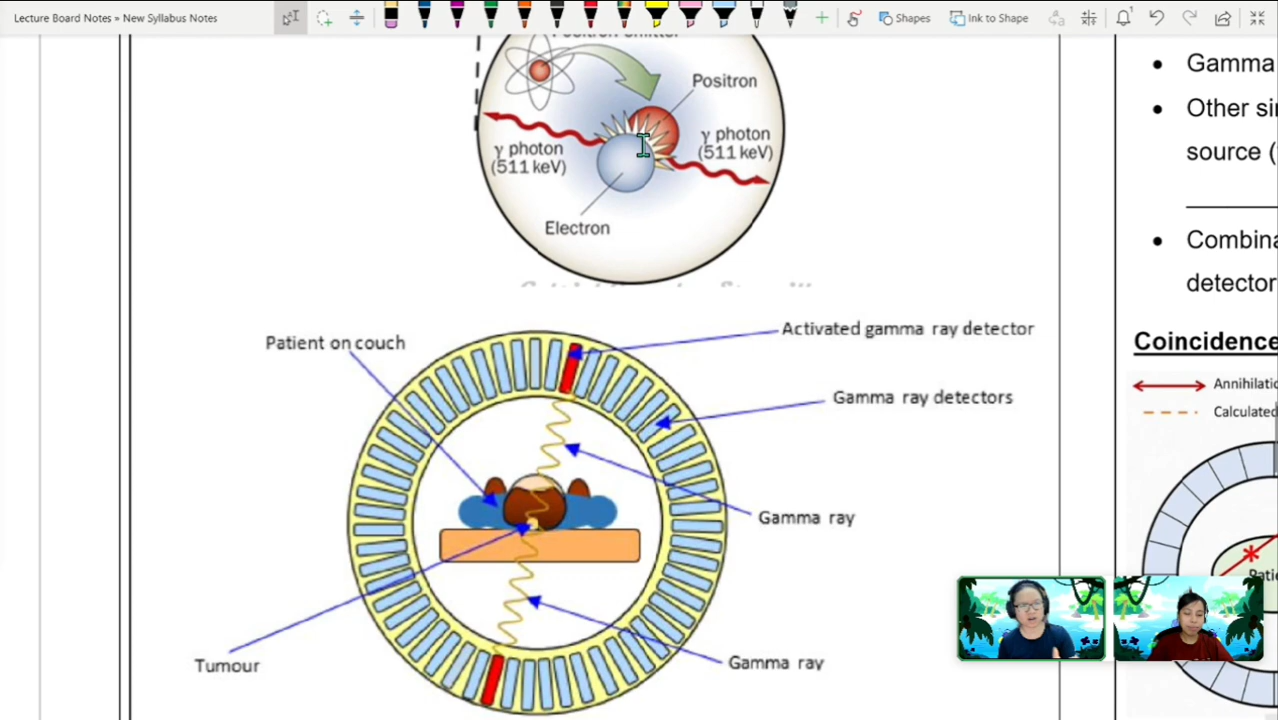 Lecture Board Notes » New Syllabus Notes
Shapes
Ink to Shape
Positron emitter
Positron
γ photon
(511 keV)
γ photon
(511 keV)
Electron
Patient on couch
Activated gamma ray detector
Gamma ray detectors
Gamma ray
Tumour
Gamma ray
Gamma
Other
source (
Combina
detector
Coincidence
Annihilatio
Calculated